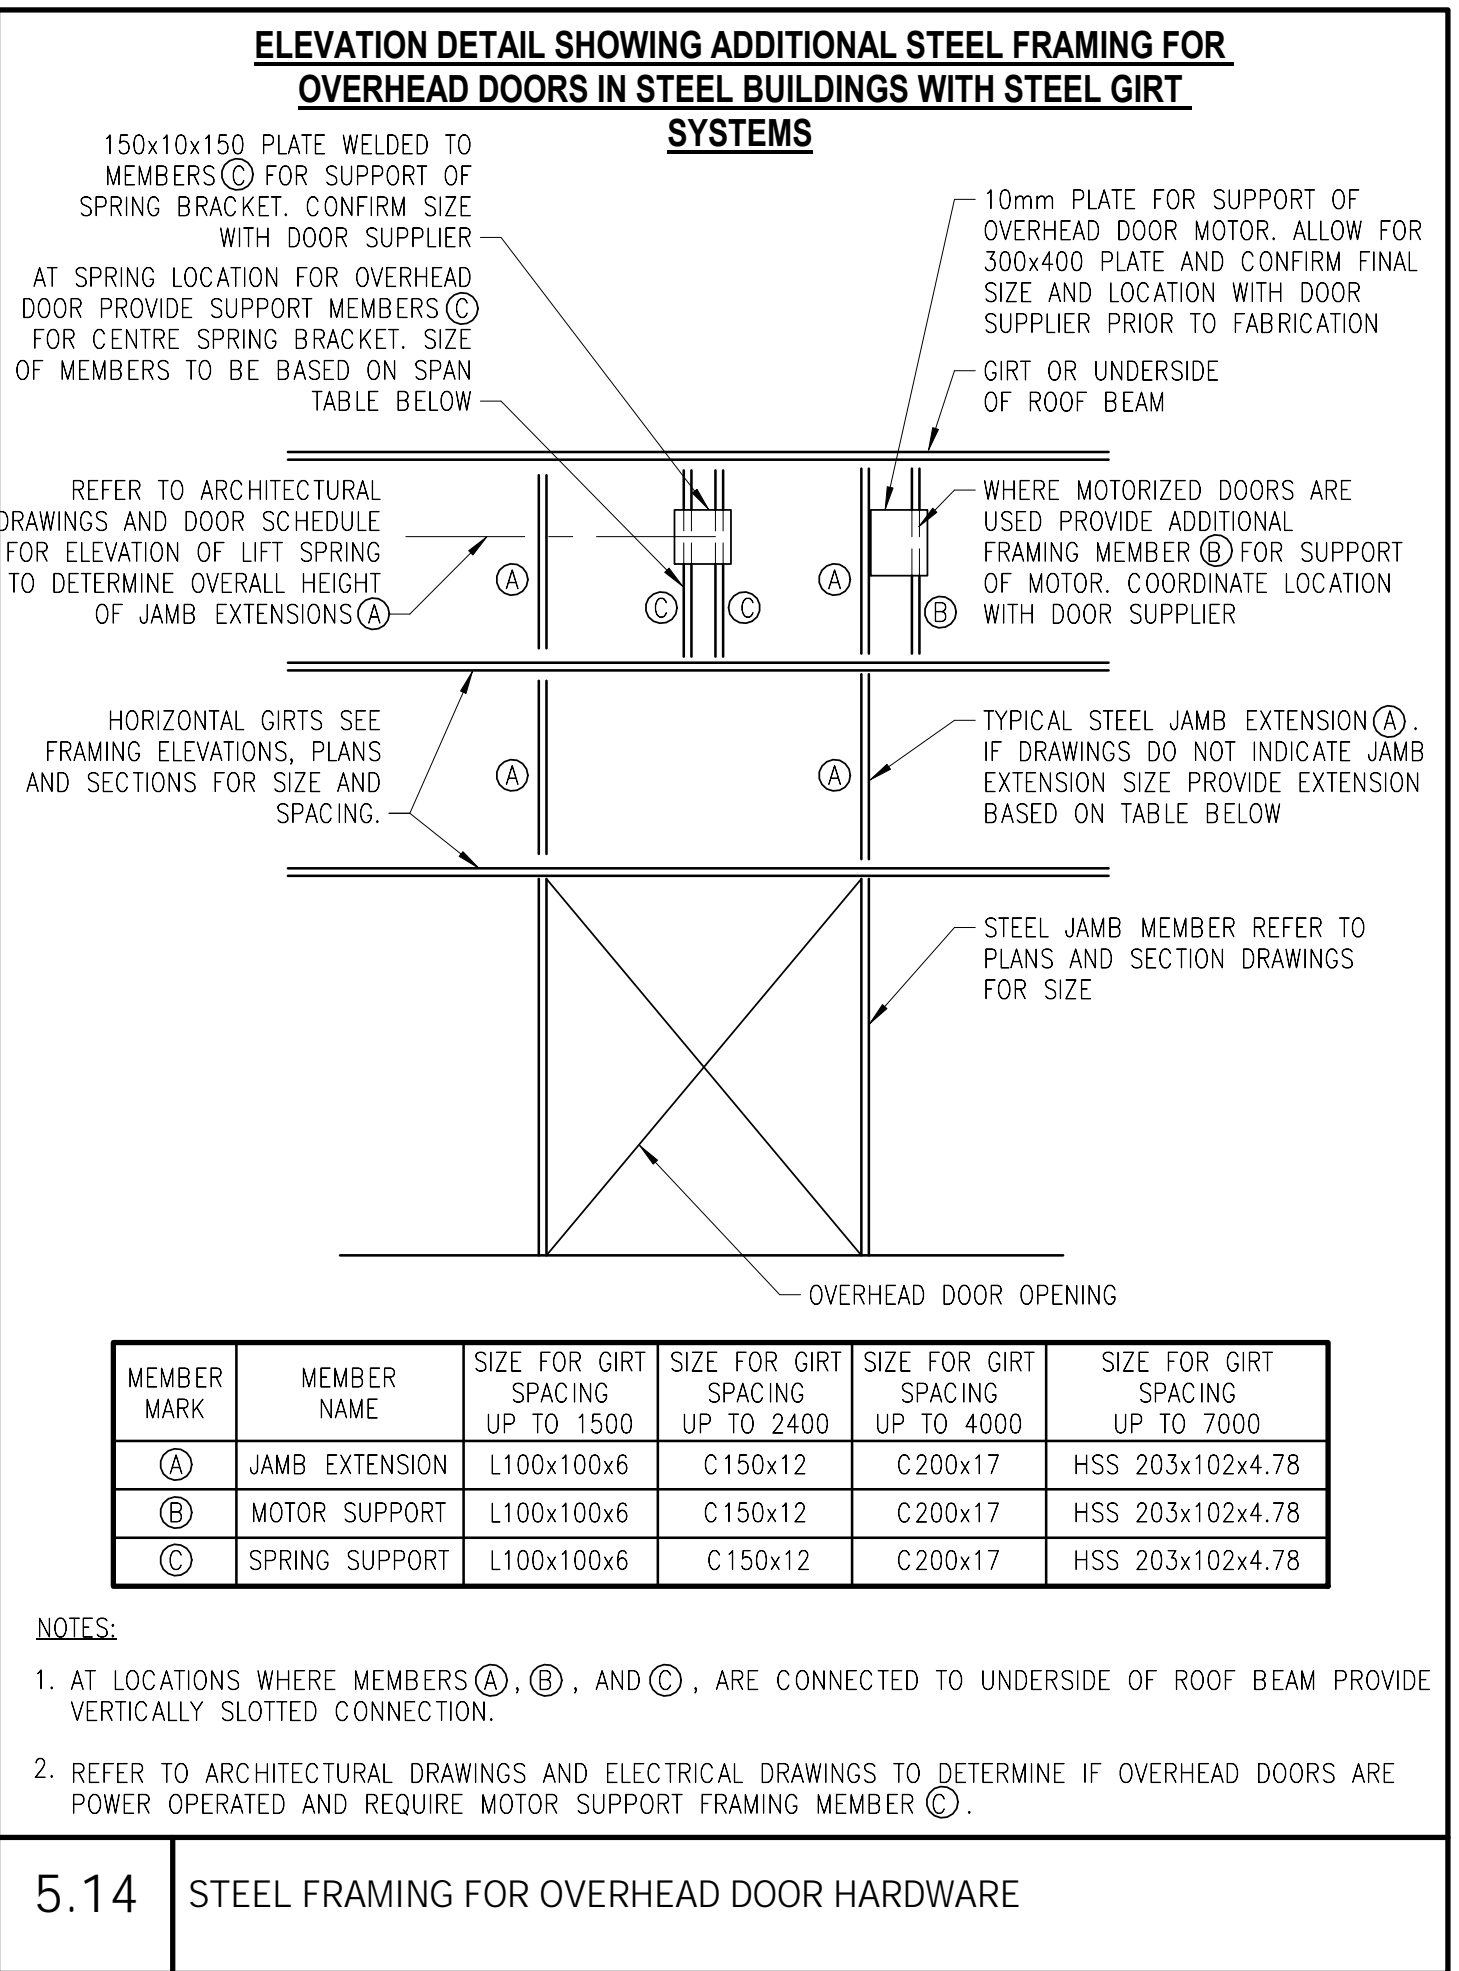 ELEVATION DETAIL SHOWING ADDITIONAL STEEL FRAMING FOR
OVERHEAD DOORS IN STEEL BUILDINGS WITH STEEL GIRT
SYSTEMS
150x10x150 PLATE WELDED TO
MEMBERS Ⓒ FOR SUPPORT OF
SPRING BRACKET. CONFIRM SIZE
WITH DOOR SUPPLIER
AT SPRING LOCATION FOR OVERHEAD
DOOR PROVIDE SUPPORT MEMBERS Ⓒ
FOR CENTRE SPRING BRACKET. SIZE
OF MEMBERS TO BE BASED ON SPAN
TABLE BELOW
10mm PLATE FOR SUPPORT OF
OVERHEAD DOOR MOTOR. ALLOW FOR
300x400 PLATE AND CONFIRM FINAL
SIZE AND LOCATION WITH DOOR
SUPPLIER PRIOR TO FABRICATION
GIRT OR UNDERSIDE
OF ROOF BEAM
REFER TO ARCHITECTURAL
DRAWINGS AND DOOR SCHEDULE
FOR ELEVATION OF LIFT SPRING
TO DETERMINE OVERALL HEIGHT
OF JAMB EXTENSIONS Ⓐ
Ⓐ
Ⓒ
Ⓒ
Ⓐ
Ⓑ
WHERE MOTORIZED DOORS ARE
USED PROVIDE ADDITIONAL
FRAMING MEMBER Ⓑ FOR SUPPORT
OF MOTOR. COORDINATE LOCATION
WITH DOOR SUPPLIER
HORIZONTAL GIRTS SEE
FRAMING ELEVATIONS, PLANS
AND SECTIONS FOR SIZE AND
SPACING.
Ⓐ
Ⓐ
TYPICAL STEEL JAMB EXTENSION Ⓐ.
IF DRAWINGS DO NOT INDICATE JAMB
EXTENSION SIZE PROVIDE EXTENSION
BASED ON TABLE BELOW
STEEL JAMB MEMBER REFER TO
PLANS AND SECTION DRAWINGS
FOR SIZE
OVERHEAD DOOR OPENING
MEMBER
MARK
MEMBER
NAME
SIZE FOR GIRT
SPACING
UP TO 1500
SIZE FOR GIRT
SPACING
UP TO 2400
SIZE FOR GIRT
SPACING
UP TO 4000
SIZE FOR GIRT
SPACING
UP TO 7000
Ⓐ JAMB EXTENSION L100x100x6 C150x12 C200x17 HSS 203x102x4.78
Ⓑ MOTOR SUPPORT L100x100x6 C150x12 C200x17 HSS 203x102x4.78
Ⓒ SPRING SUPPORT L100x100x6 C150x12 C200x17 HSS 203x102x4.78
NOTES:
1. AT LOCATIONS WHERE MEMBERS Ⓐ, Ⓑ, AND Ⓒ, ARE CONNECTED TO UNDERSIDE OF ROOF BEAM PROVIDE
VERTICALLY SLOTTED CONNECTION.
2. REFER TO ARCHITECTURAL DRAWINGS AND ELECTRICAL DRAWINGS TO DETERMINE IF OVERHEAD DOORS ARE
POWER OPERATED AND REQUIRE MOTOR SUPPORT FRAMING MEMBER Ⓒ.
5.14 STEEL FRAMING FOR OVERHEAD DOOR HARDWARE